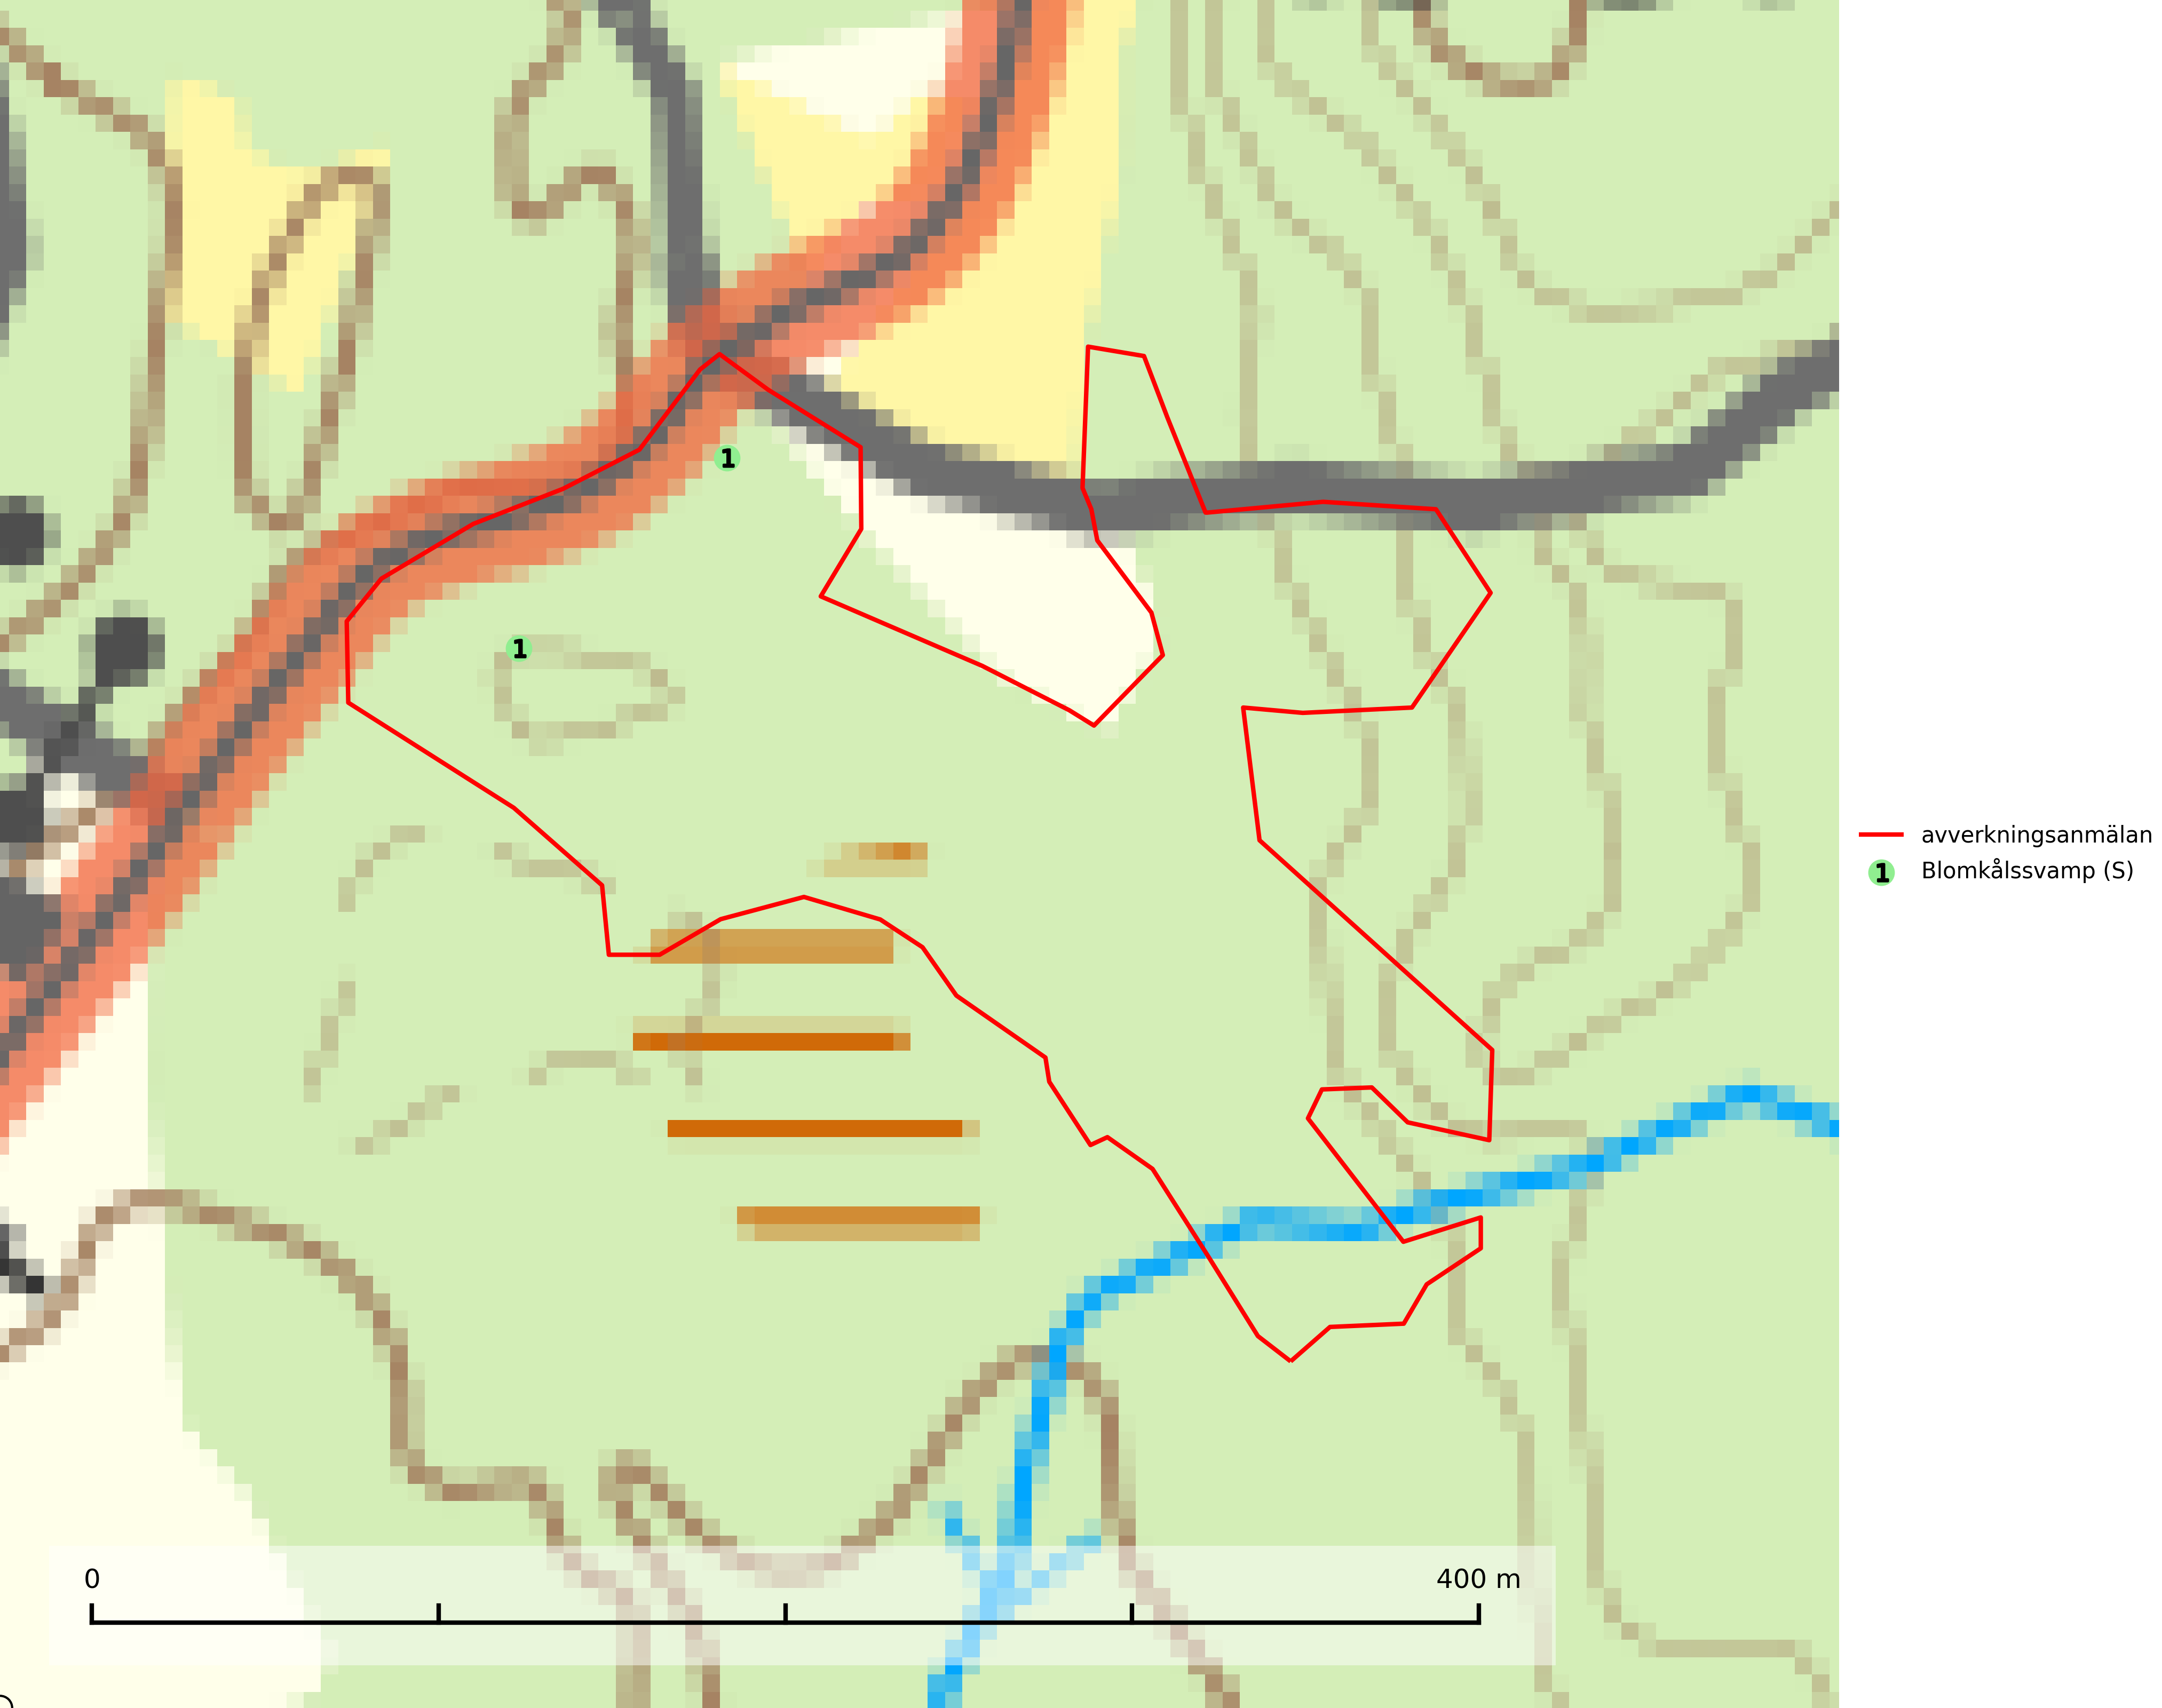 1
1
avverkningsanmälan
1 Blomkålssvamp (S)
0 400 m